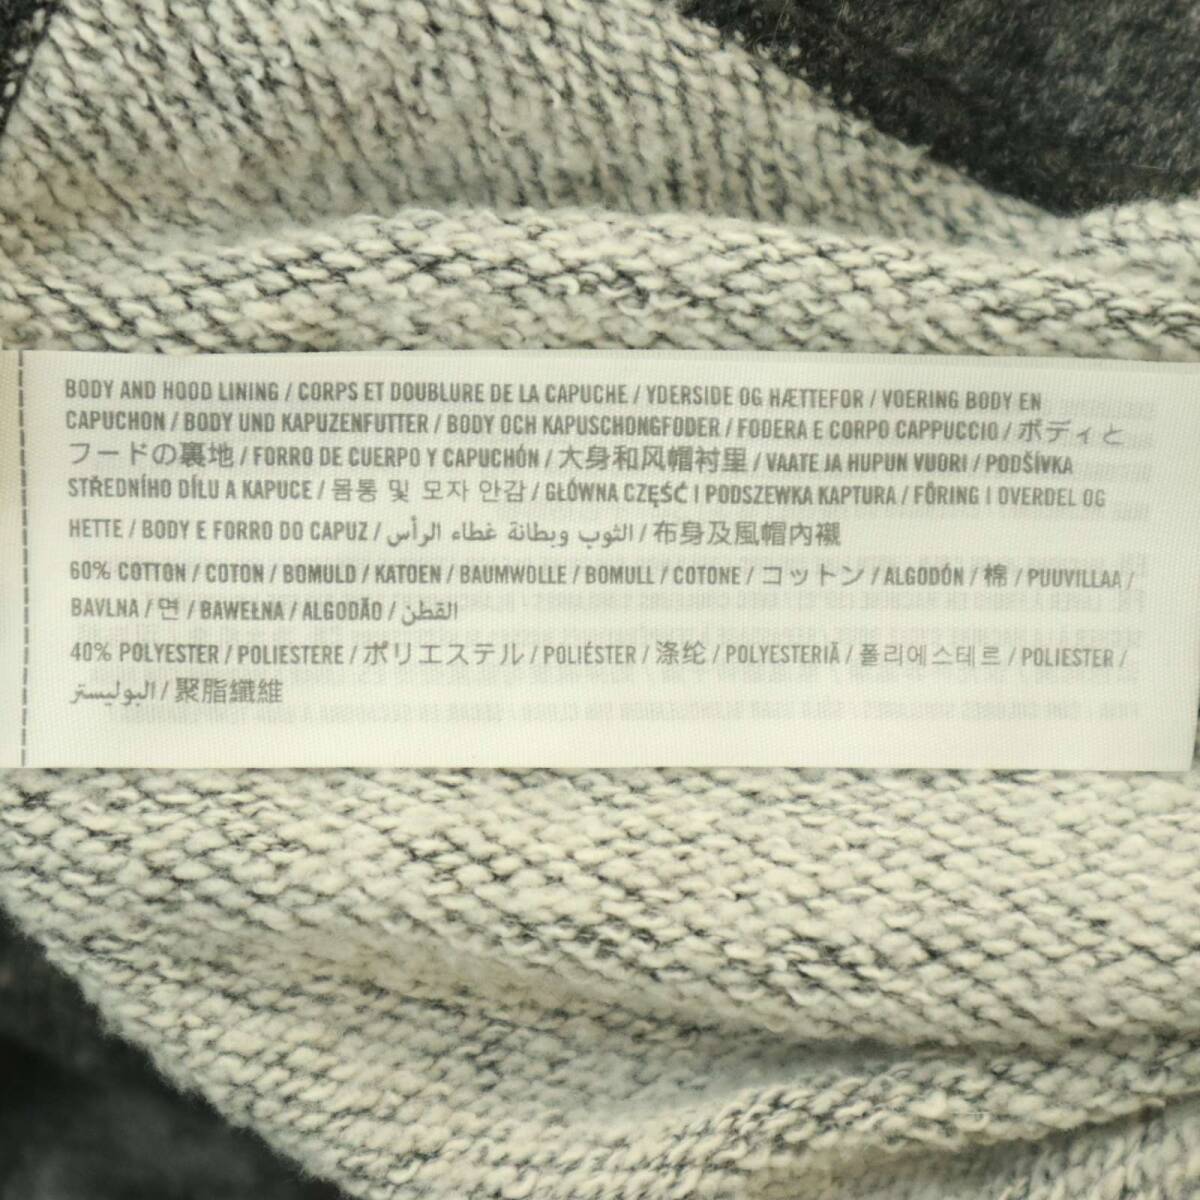 BODY AND HOOD LINING / CORPS ET DOUBLURE DE LA CAPUCHE / YDERSIDE OG HÆTTEFOR / VOERING BODY EN
CAPUCHON / BODY UND KAPUZENFUTTER / BODY OCH KAPUSCHONGFODER / FODERA E CORPO CAPPUCCIO / ボディと
フードの裏地 / FORRO DE CUERPO Y CAPUCHÓN / 大身和风帽衬里 / VAATE JA HUPUN VUORI / PODŠÍVKA
STŘEDNÍHO DÍLU A KAPUCE / 몸통 및 모자 안감 / GŁÓWNA CZĘŚĆ I PODSZEWKA KAPTURA / FÔRING I OVERDEL OG
HETTE / BODY E FORRO DO CAPUZ / الثوب وبطانة غطاء الرأس / 布身及風帽內襯
60% COTTON / COTON / BOMULD / KATOEN / BAUMWOLLE / BOMULL / COTONE / コットン / ALGODÓN / 棉 / PUUVILLAA /
BAVLNA / 면 / BAWEŁNA / ALGODÃO / القطن
40% POLYESTER / POLIESTERE / ポリエステル / POLIÉSTER / 涤纶 / POLYESTERIÄ / 폴리에스테르 / POLIESTER /
البوليستر / 聚脂纖維